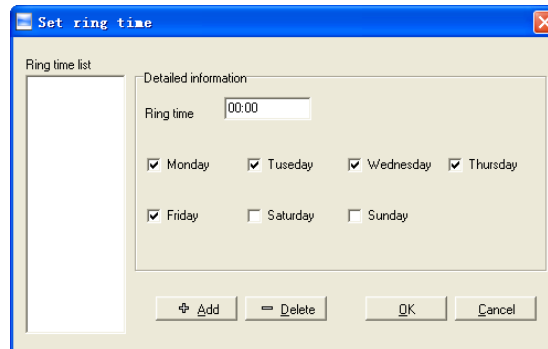 Set ring time
Ring time list
Detailed information
Ring time 00:00
Monday Tuseday Wednesday Thursday
Friday Saturday Sunday
Add Delete OK Cancel